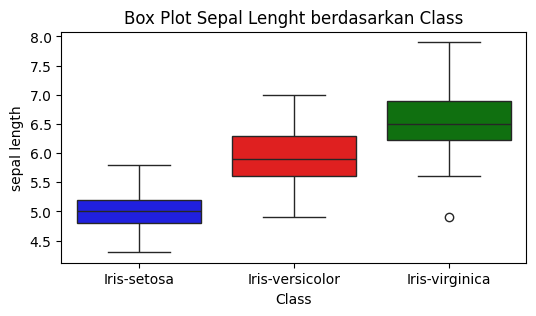 Box Plot Sepal Lenght berdasarkan Class
8.0
7.5
7.0
6.5
6.0
5.5
5.0
4.5
sepal length
Iris-setosa Iris-versicolor Iris-virginica
Class